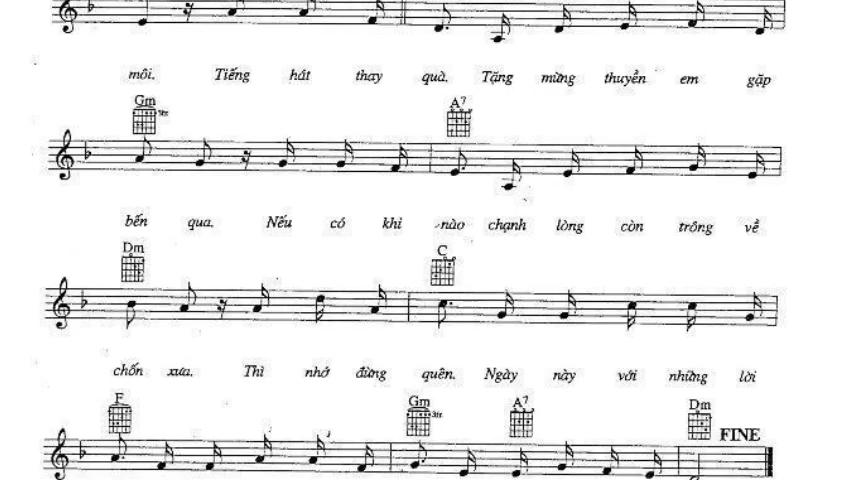 môi. Tiếng hát thay quà. Tặng mừng thuyền em gặp
Gm 3fr A7
bến qua. Nếu có khi nào chạnh lòng còn trông về
Dm C
chốn xưa. Thì nhớ đừng quên. Ngày này với những lời
F Gm 3fr A7 Dm
FINE